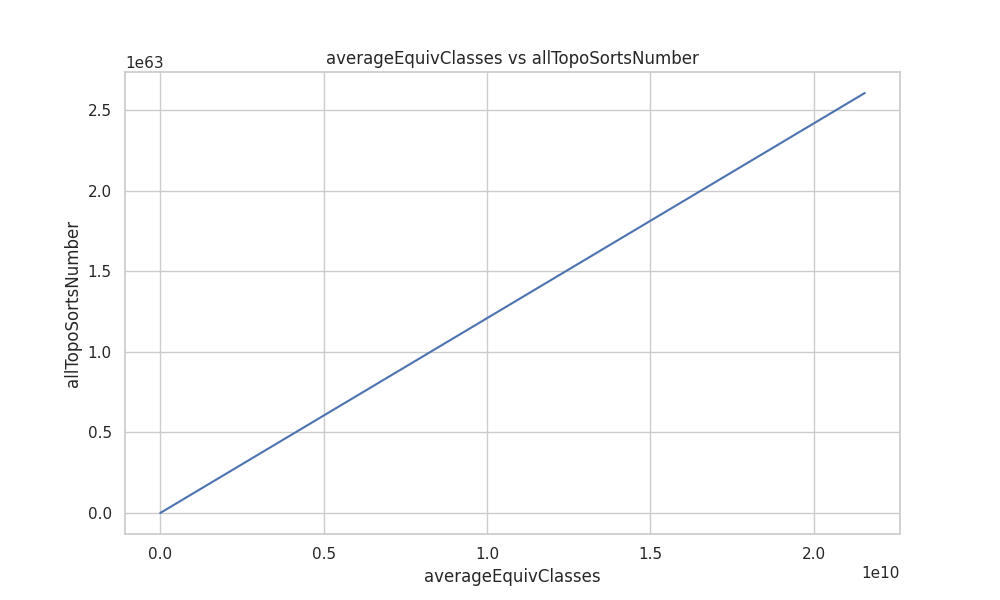 averageEquivClasses vs allTopoSortsNumber
1e63
2.5
2.0
1.5
1.0
0.5
0.0
allTopoSortsNumber
0.0 0.5 1.0 1.5 2.0
1e10
averageEquivClasses